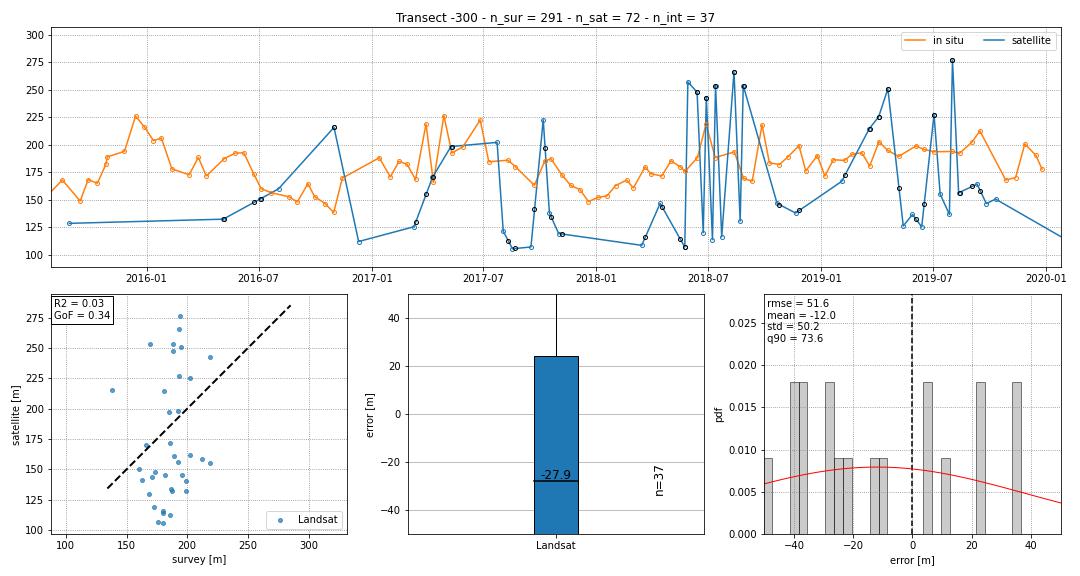 Transect -300 - n_sur = 291 - n_sat = 72 - n_int = 37
300
275
250
225
200
175
150
125
100
in situ
satellite
2016-01
2016-07
2017-01
2017-07
2018-01
2018-07
2019-01
2019-07
2020-01
R2 = 0.03
GoF = 0.34
275
250
225
200
175
150
125
100
satellite [m]
Landsat
100
150
200
250
300
survey [m]
40
20
0
−20
−40
error [m]
-27.9
n=37
Landsat
rmse = 51.6
mean = -12.0
std = 50.2
q90 = 73.6
0.025
0.020
0.015
0.010
0.005
0.000
pdf
−40
−20
0
20
40
error [m]